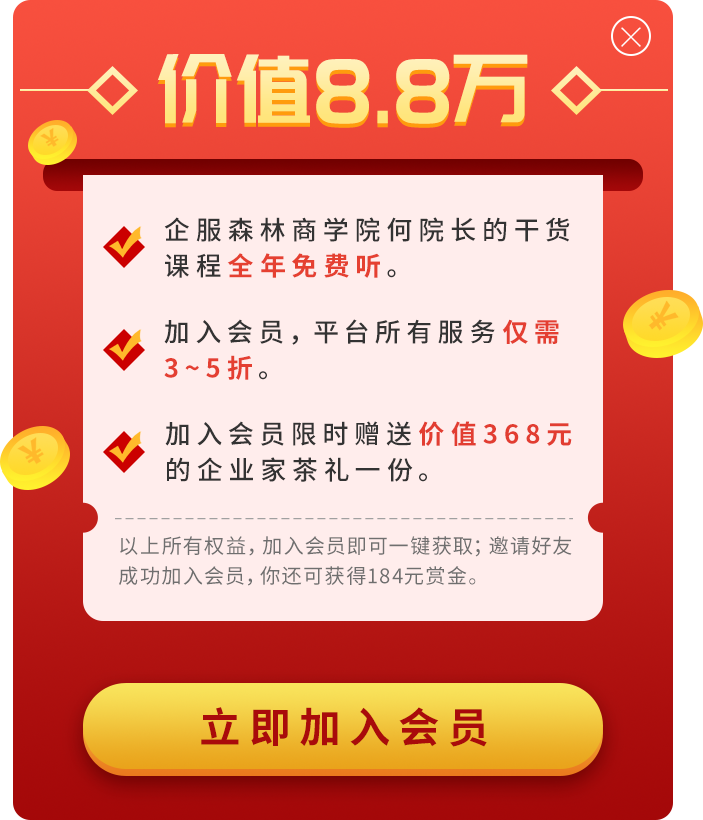 价值8.8万
企服森林商学院何院长的干货
课程全年免费听。
加入会员，平台所有服务仅需
3~5折。
加入会员限时赠送价值368元
的企业家茶礼一份。
以上所有权益，加入会员即可一键获取；邀请好友
成功加入会员，你还可获得184元赏金。
立即加入会员